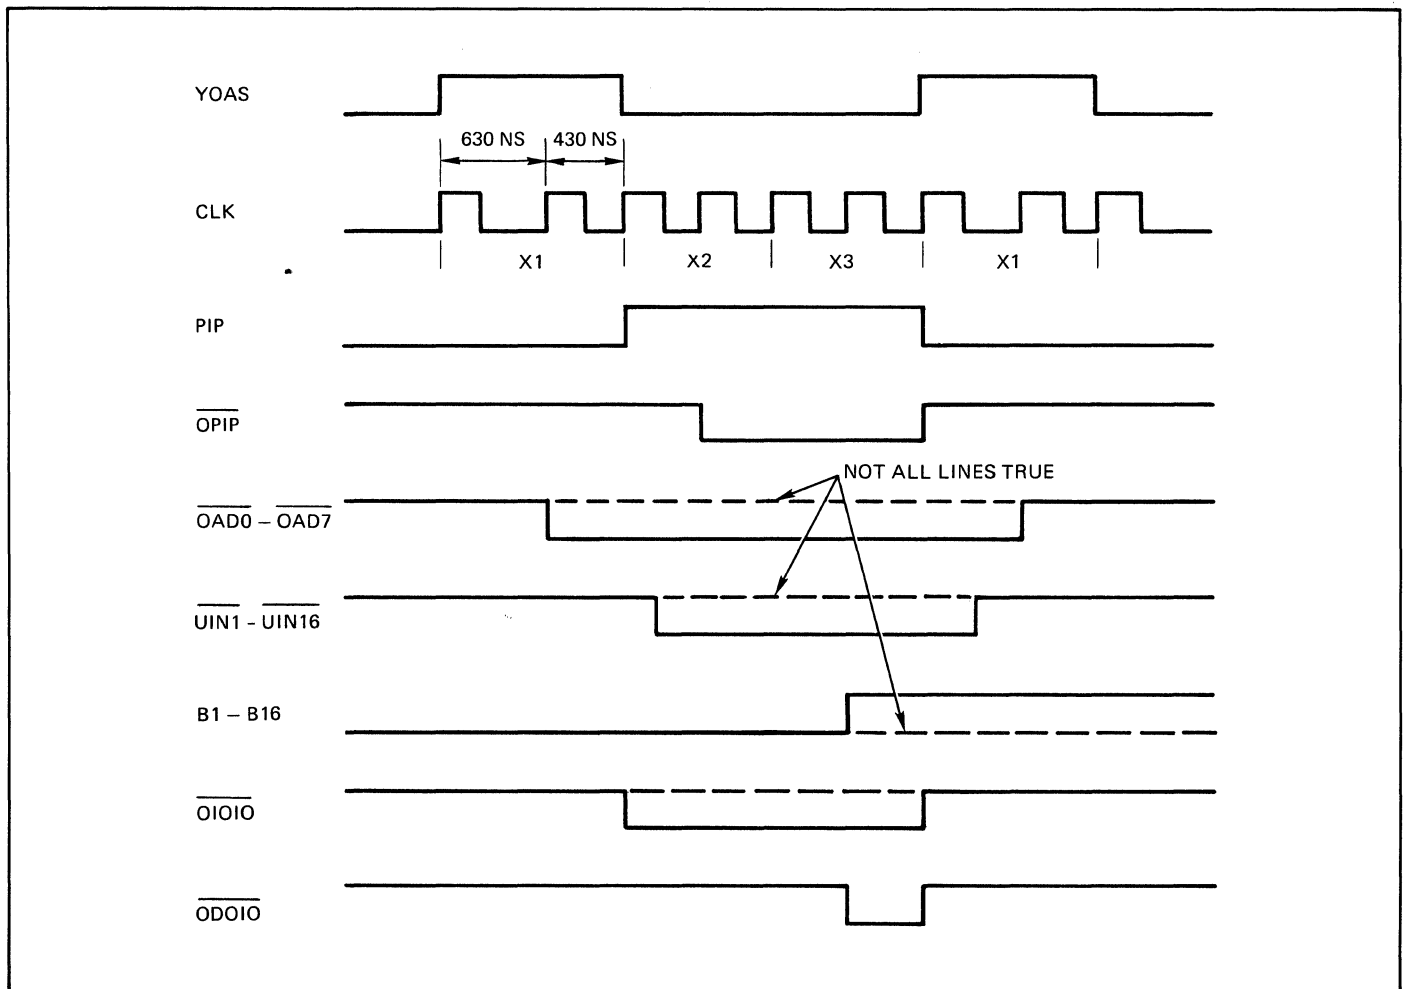 YOAS
630 NS 430 NS
CLK
X1 X2 X3 X1
PIP
OPIP
NOT ALL LINES TRUE
OAD0 – OAD7
UIN1 - UIN16
B1 – B16
OIOIO
ODOIO